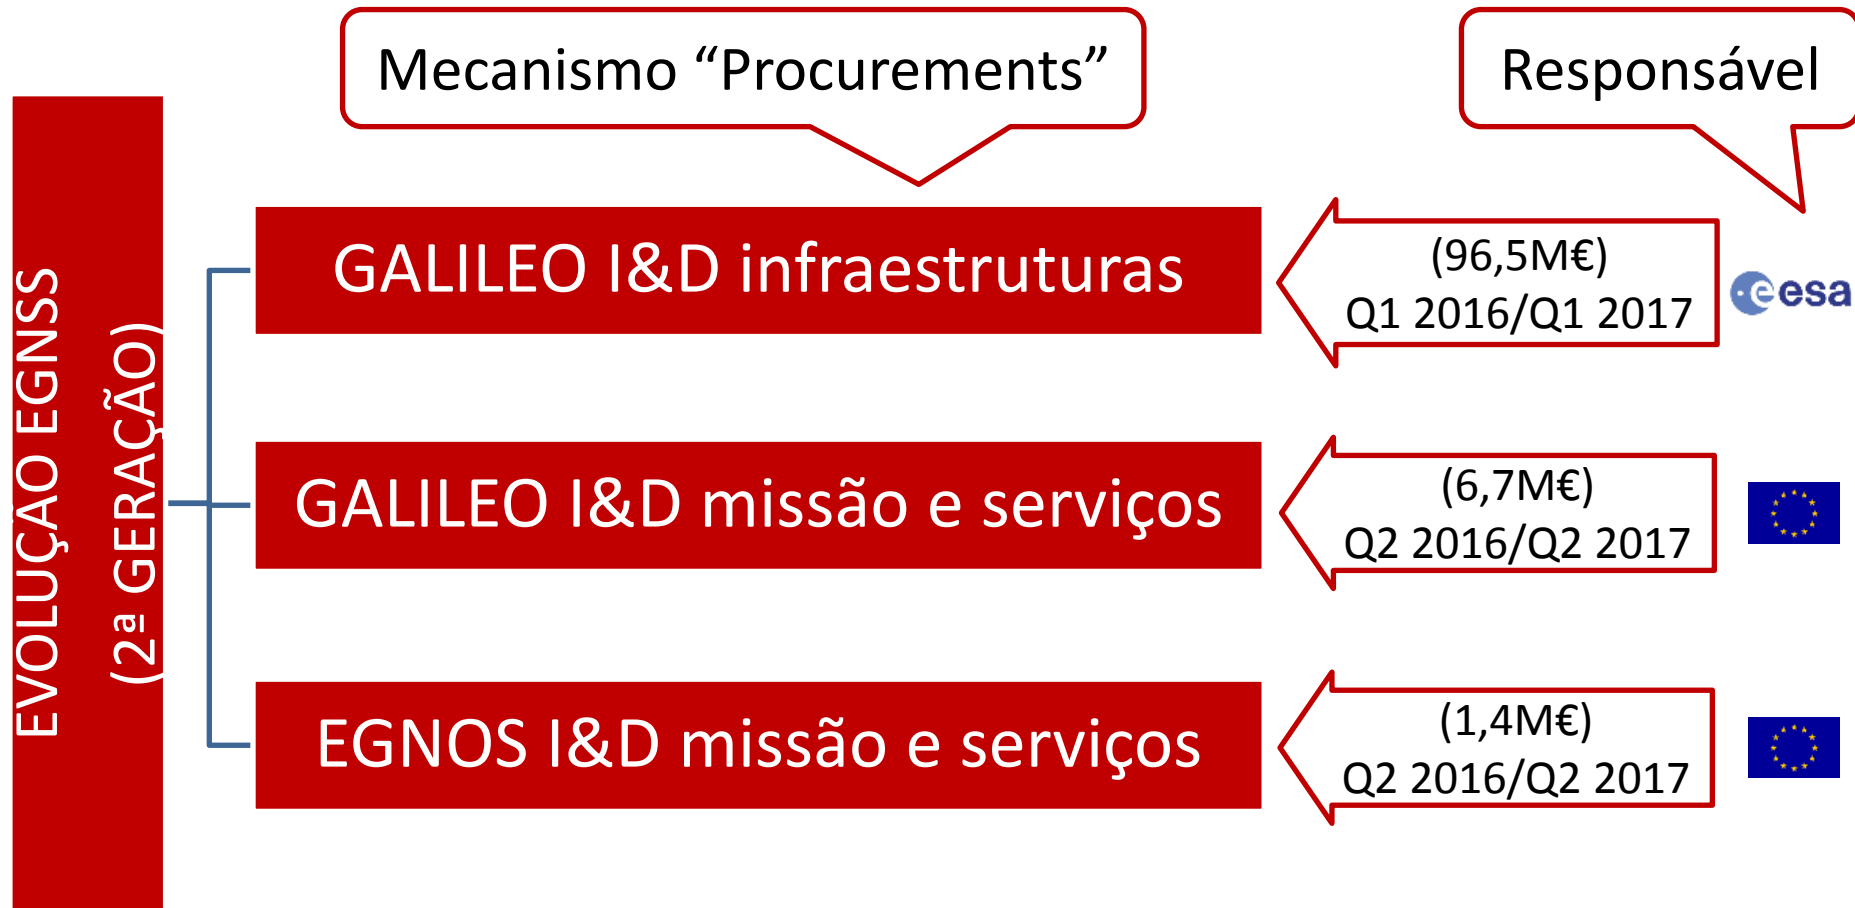 Mecanismo “Procurements”
Responsável
EVOLUÇÃO EGNSS
(2ª GERAÇÃO)
GALILEO I&D infraestruturas
(96,5M€)
Q1 2016/Q1 2017
esa
GALILEO I&D missão e serviços
(6,7M€)
Q2 2016/Q2 2017
EGNOS I&D missão e serviços
(1,4M€)
Q2 2016/Q2 2017